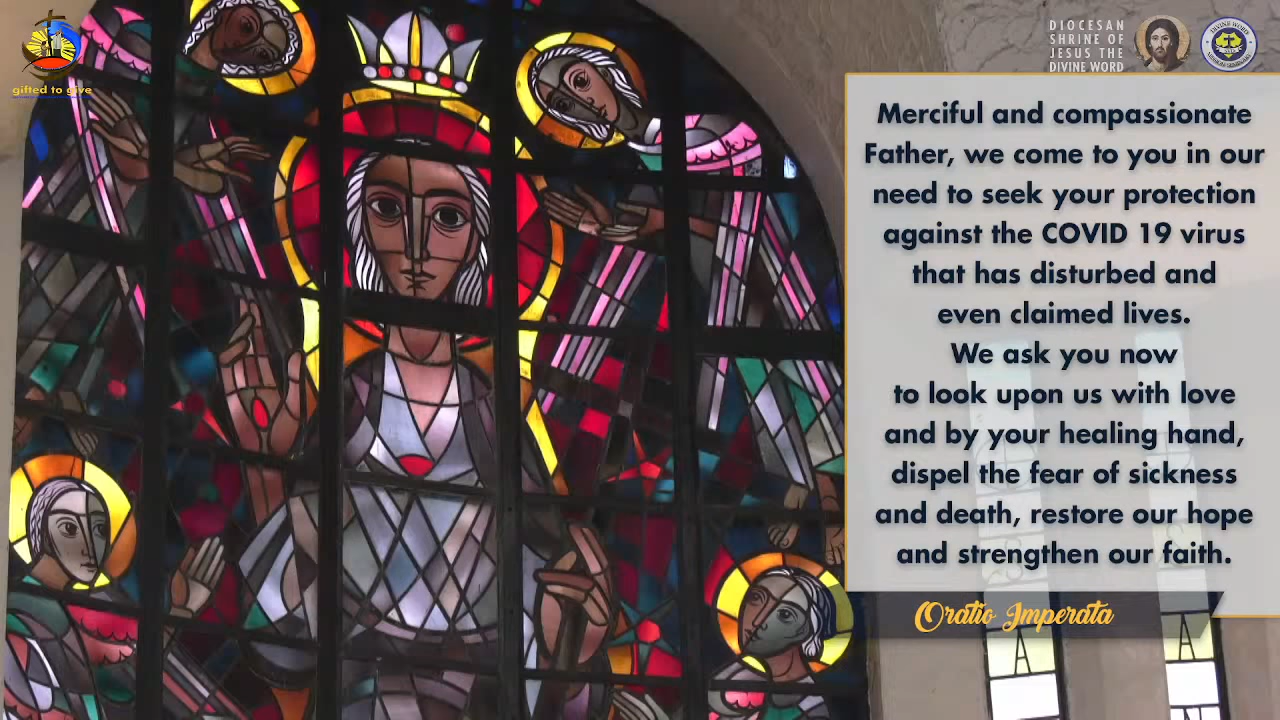 gifted to give
DIOCESAN
SHRINE OF
JESUS THE
DIVINE WORD
Merciful and compassionate
Father, we come to you in our
need to seek your protection
against the COVID 19 virus
that has disturbed and
even claimed lives.
We ask you now
to look upon us with love
and by your healing hand,
dispel the fear of sickness
and death, restore our hope
and strengthen our faith.
Oratio Imperata
A
A